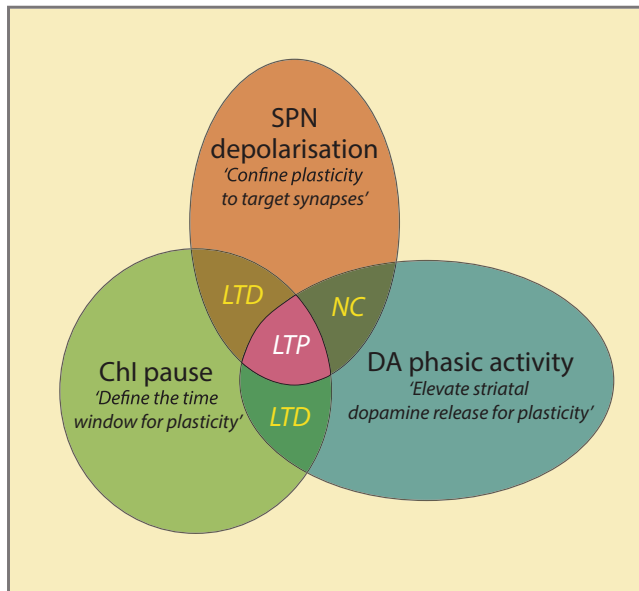 SPN
depolarisation
‘Confine plasticity
to target synapses’
LTD
NC
LTP
ChI pause
‘Define the time
window for plasticity’
DA phasic activity
‘Elevate striatal
dopamine release for plasticity’
LTD